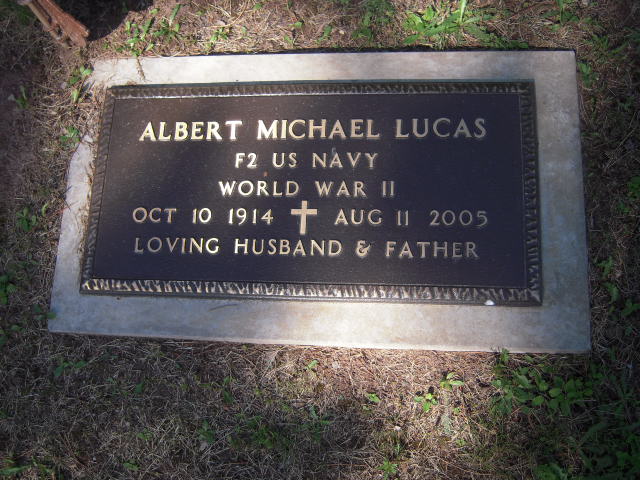 ALBERT MICHAEL LUCAS
F2 US NAVY
WORLD WAR II
OCT 10 1914 ✝ AUG 11 2005
LOVING HUSBAND & FATHER